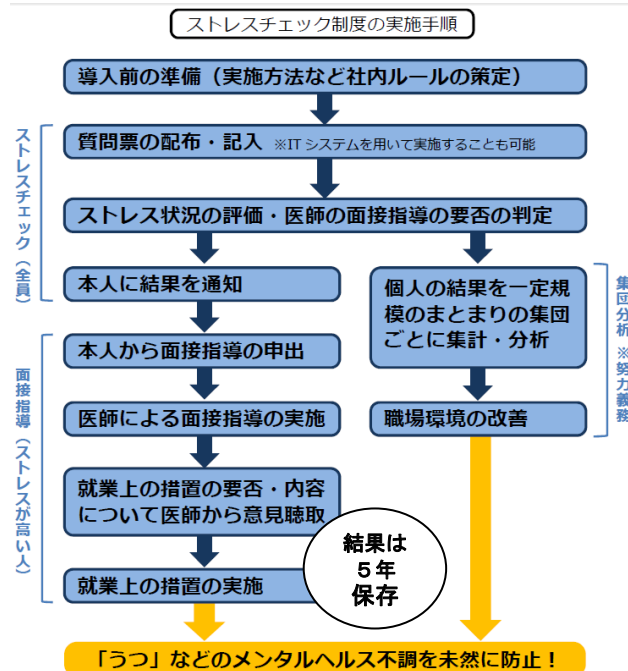 ストレスチェック制度の実施手順
導入前の準備（実施方法など社内ルールの策定）
ストレスチェック（全員）
質問票の配布・記入 ※ITシステムを用いて実施することも可能
ストレス状況の評価・医師の面接指導の要否の判定
本人に結果を通知
面接指導（ストレスが高い人）
本人から面接指導の申出
医師による面接指導の実施
就業上の措置の要否・内容
について医師から意見聴取
就業上の措置の実施
個人の結果を一定規
模のまとまりの集団
ごとに集計・分析
職場環境の改善
集団分析 ※努力義務
結果は
５年
保存
「うつ」などのメンタルヘルス不調を未然に防止！